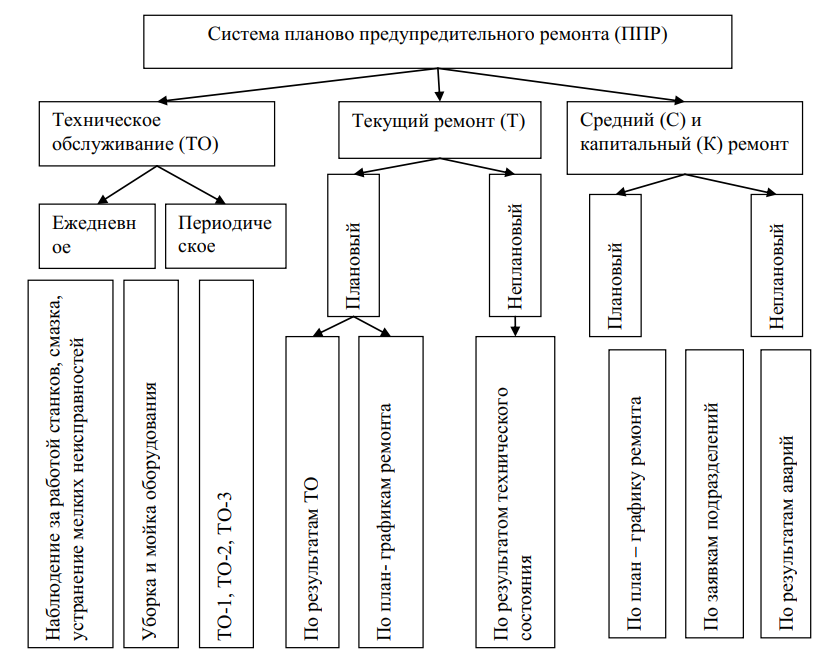 Система планово предупредительного ремонта (ППР)
Техническое
обслуживание (ТО)
Текущий ремонт (Т)
Средний (С) и
капитальный (К) ремонт
Ежедневн
ое
Периодиче
ское
Плановый
Неплановый
Плановый
Непланový
Наблюдение за работой станков, смазка,
устранение мелких неисправностей
Уборка и мойка оборудования
ТО-1, ТО-2, ТО-3
По результатам ТО
По план- графикам ремонта
По результатом технического
состояния
По план – графику ремонта
По заявкам подразделений
По результатам аварий